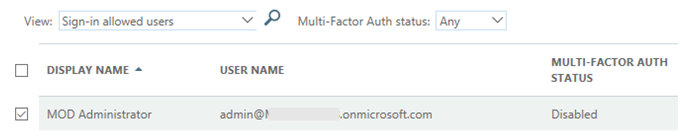 View: Sign-in allowed users Multi-Factor Auth status: Any
MULTI-FACTOR AUTH
DISPLAY NAME USER NAME STATUS
MOD Administrator admin@ .onmicrosoft.com Disabled